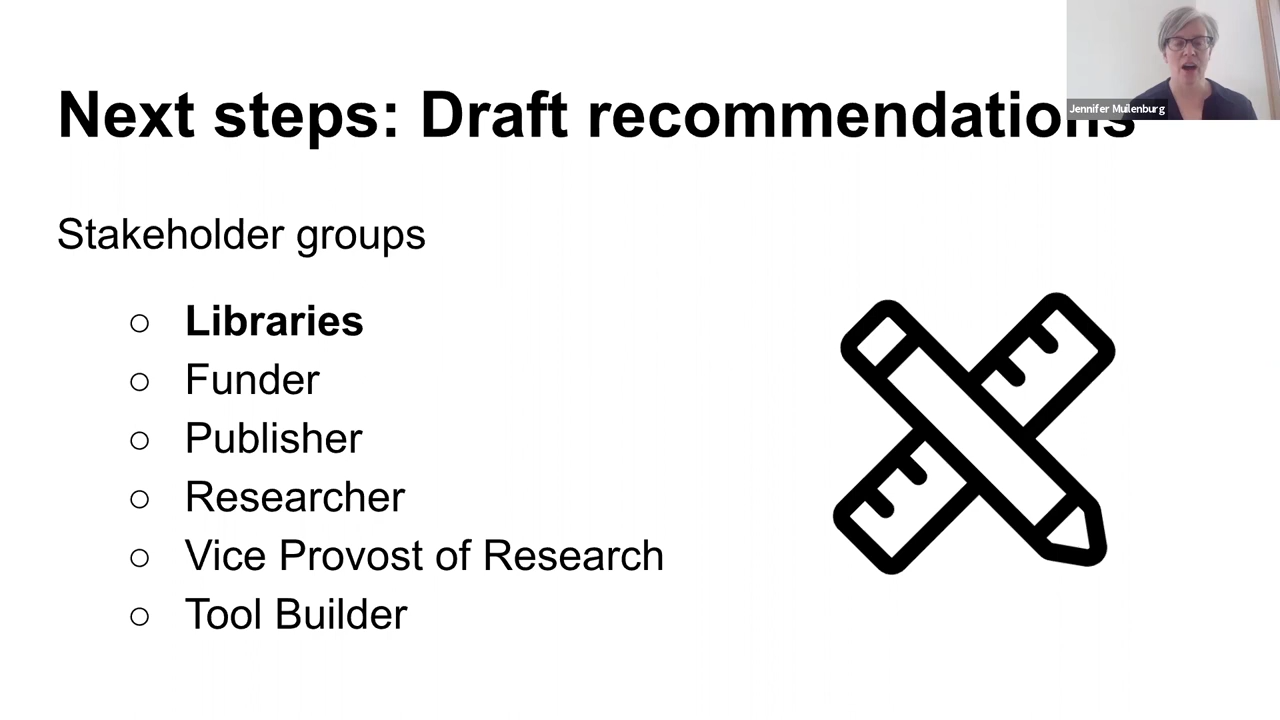 Next steps: Draft recommendations
Jennifer Muilenburg
Stakeholder groups
○ Libraries
○ Funder
○ Publisher
○ Researcher
○ Vice Provost of Research
○ Tool Builder